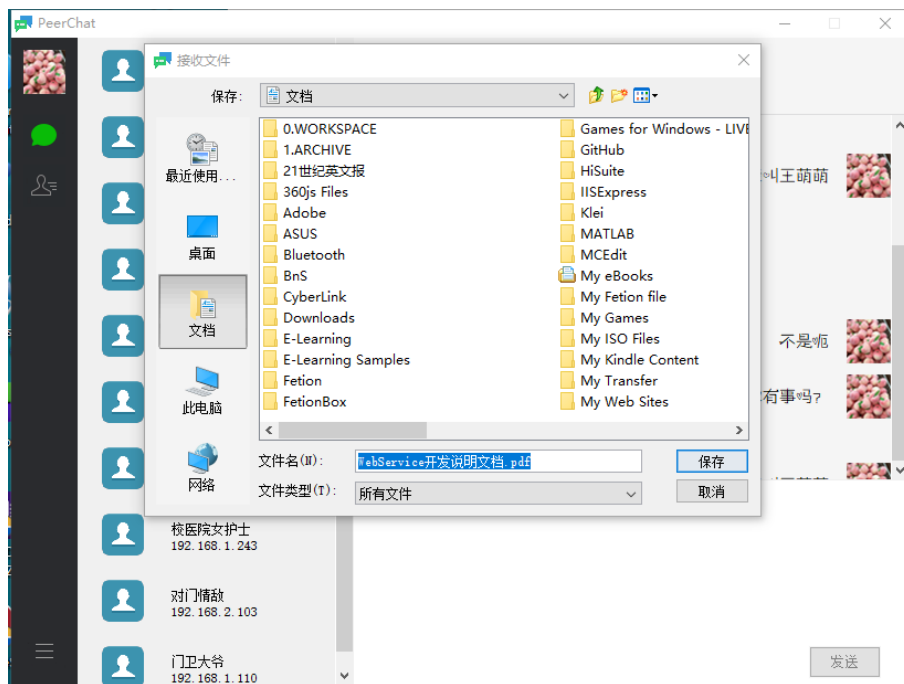 PeerChat
接收文件
保存:
文档
最近使用...
桌面
文档
此电脑
网络
0.WORKSPACE
1.ARCHIVE
21世纪英文报
360js Files
Adobe
ASUS
Bluetooth
BnS
CyberLink
Downloads
E-Learning
E-Learning Samples
Fetion
FetionBox
Games for Windows - LIVE
GitHub
HiSuite
IISExpress
Klei
MATLAB
MCEdit
My eBooks
My Fetion file
My Games
My ISO Files
My Kindle Content
My Transfer
My Web Sites
文件名(N):
WebService开发说明文档.pdf
保存
文件类型(T):
所有文件
取消
叫王萌萌
不是呃
有事吗?
校医院女护士
192.168.1.243
对门情敌
192.168.2.103
门卫大爷
192.168.1.110
发送